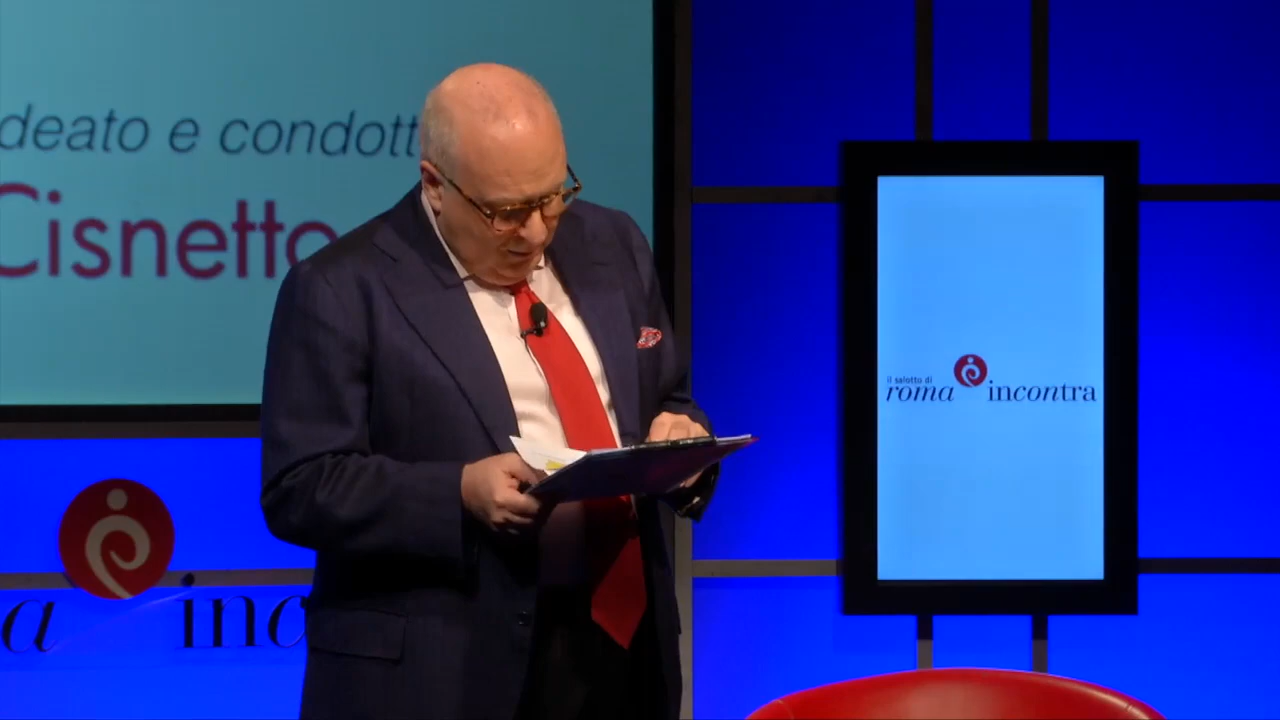 deato e condott
Cisnetto
il salotto di
roma incontra
a inc